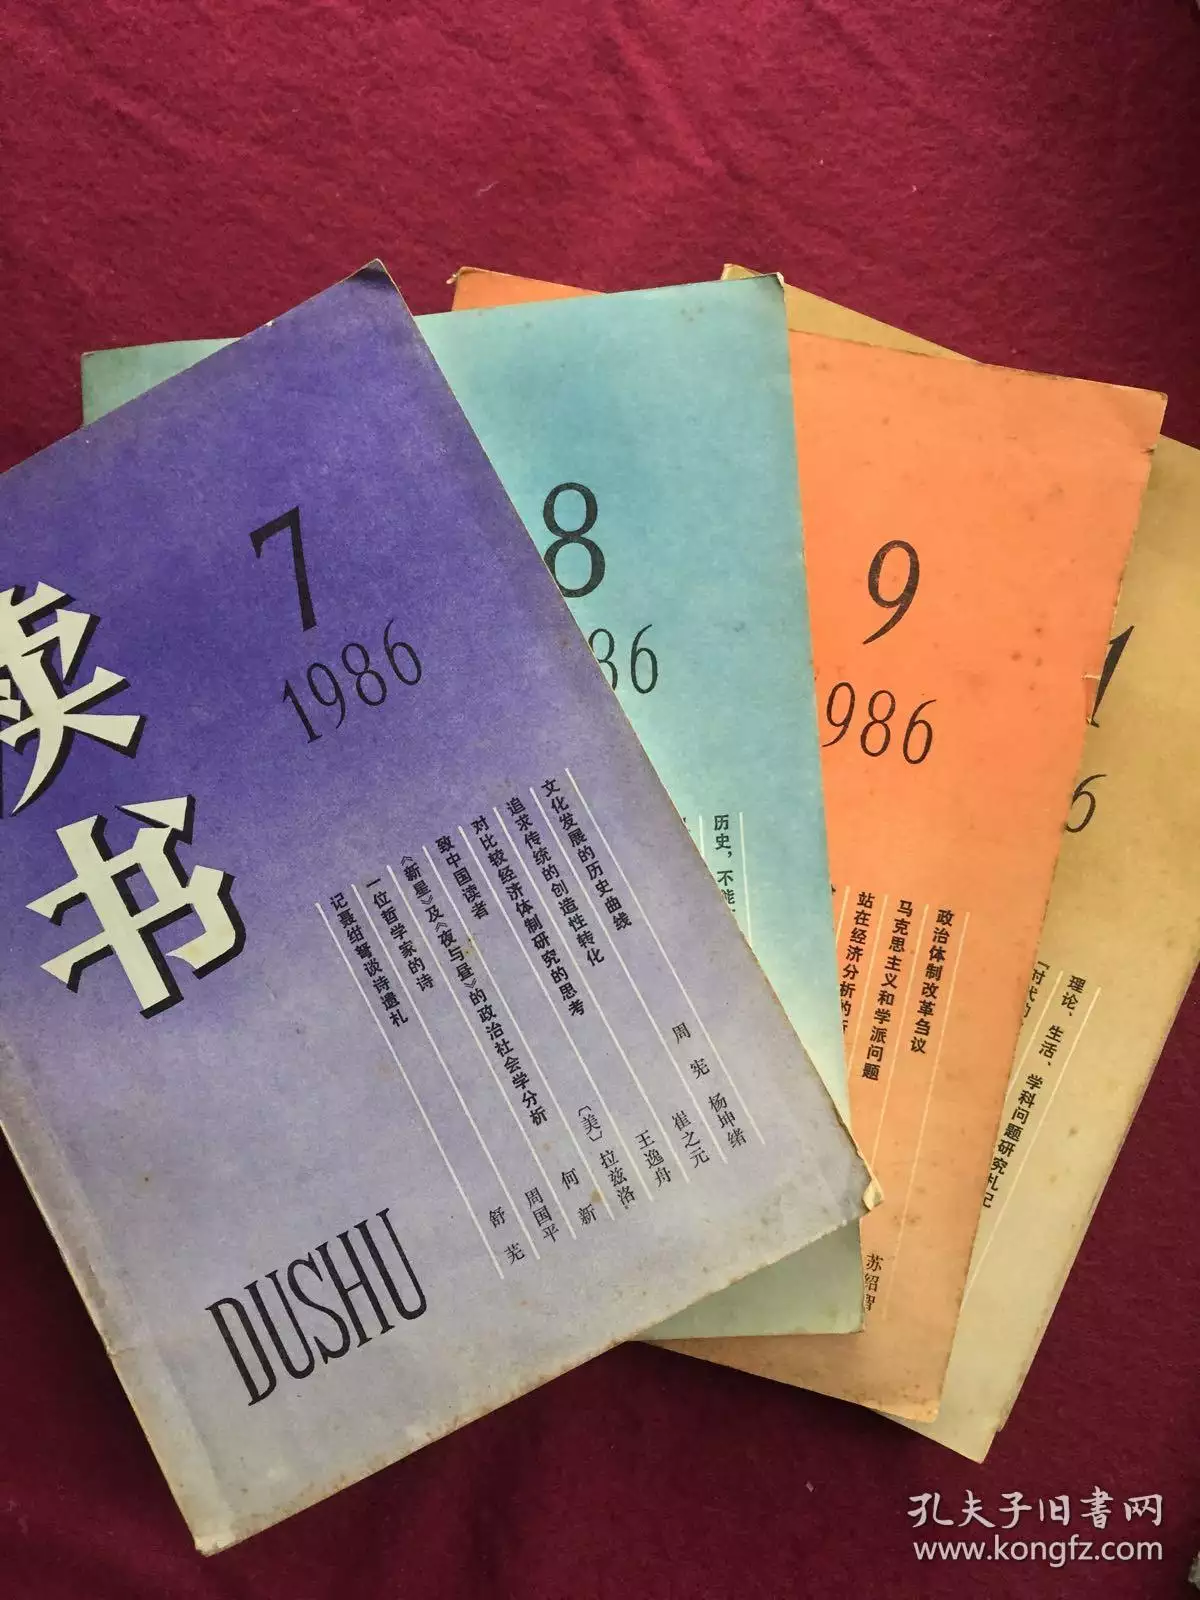 读
书
7
1986
文化发展的历史曲线 周宪 杨坤绪
追求传统的创造性转化 崔之元
对比较经济体制研究的思考 王逸舟
致中国读者 〔美〕拉兹洛
《新星》及《夜与昼》的政治社会学分析 何新
一位哲学家的诗 周国平
记聂绀弩谈诗遗札 舒芜
DUSHU
8
86
历史，不能
9
986
政治体制改革刍议
马克思主义和学派问题 苏绍智
站在经济分析的
1
6
理论、生活、学科问题研究札记
「时代的
孔夫子旧书网
www.kongfz.com